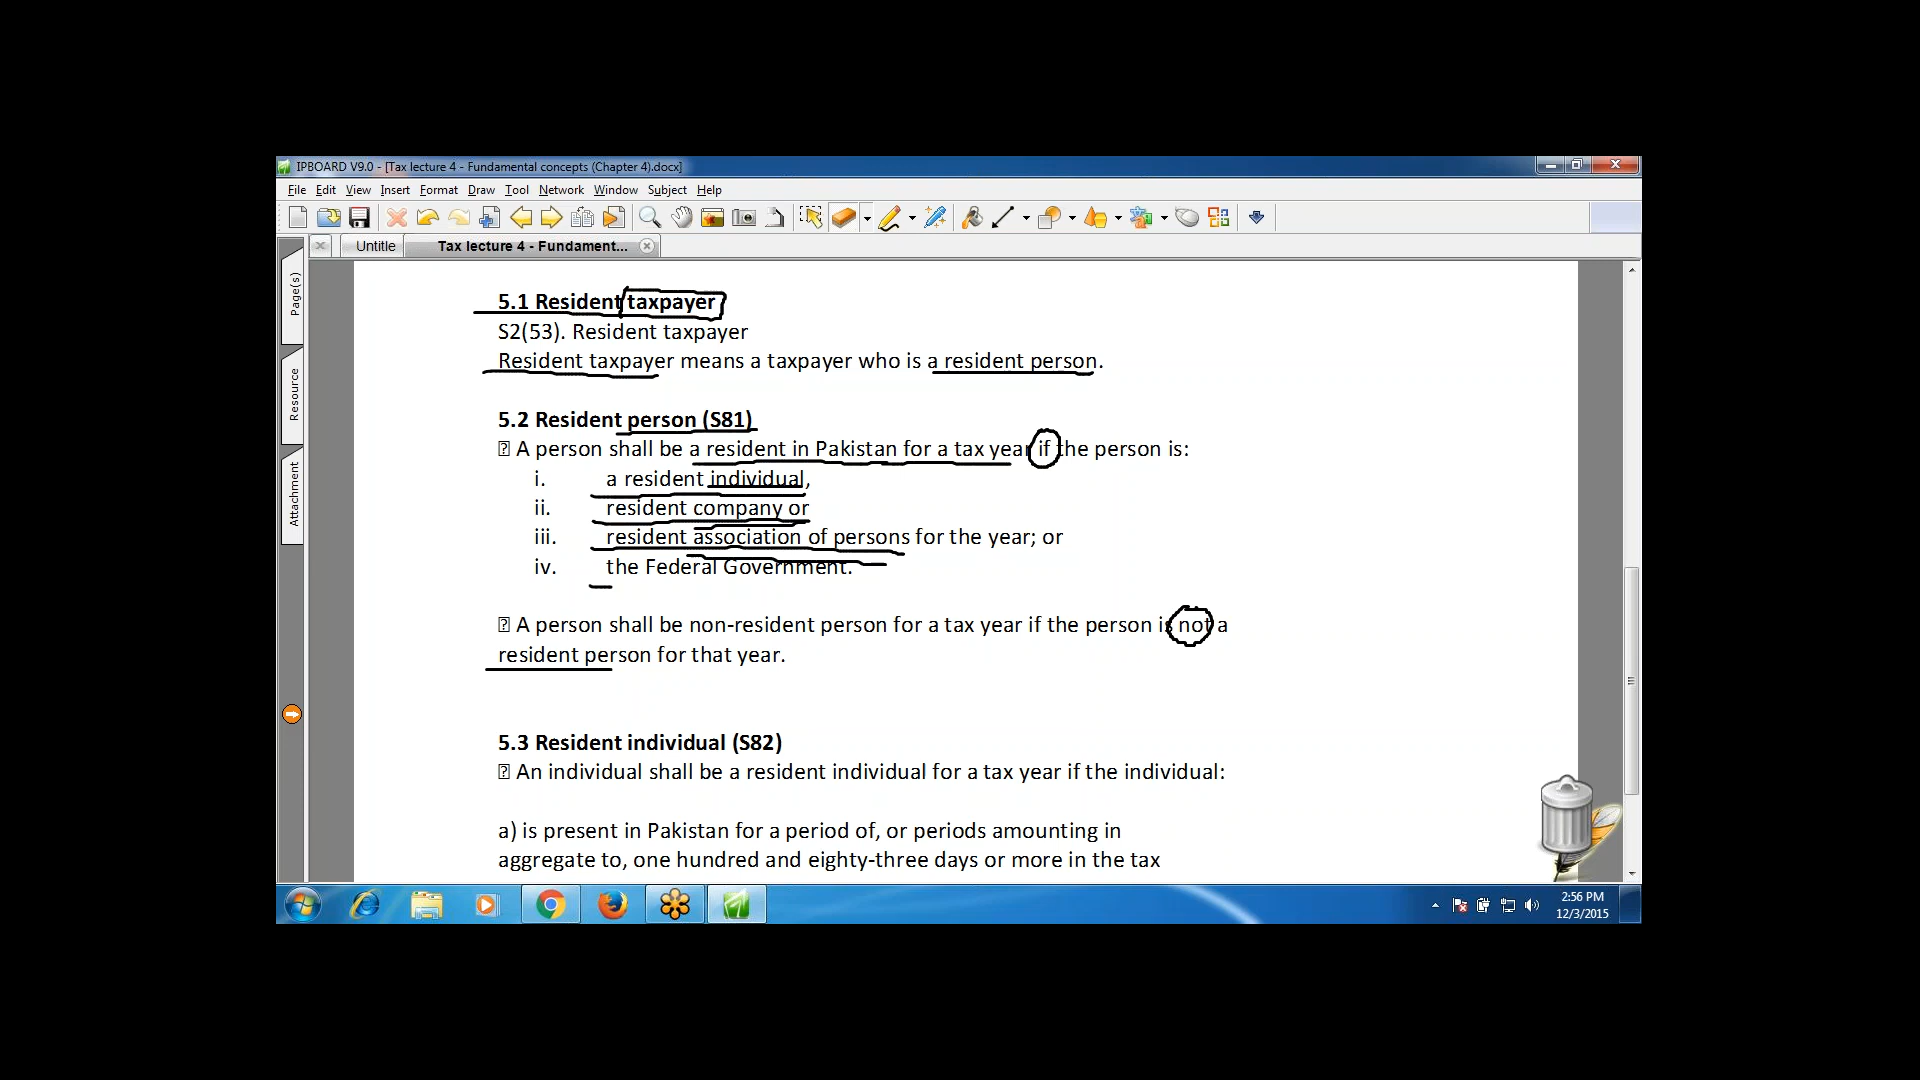 IPBOARD V9.0 - [Tax lecture 4 - Fundamental concepts (Chapter 4).docx]
File Edit View Insert Format Draw Tool Network Window Subject Help
Untitle Tax lecture 4 - Fundament...
Page(s)
Resource
Attachment
5.1 Resident taxpayer
S2(53). Resident taxpayer
Resident taxpayer means a taxpayer who is a resident person.
5.2 Resident person (S81)
A person shall be a resident in Pakistan for a tax year if the person is:
i. a resident individual,
ii. resident company or
iii. resident association of persons for the year; or
iv. the Federal Government.
A person shall be non-resident person for a tax year if the person is not a
resident person for that year.
5.3 Resident individual (S82)
An individual shall be a resident individual for a tax year if the individual:
a) is present in Pakistan for a period of, or periods amounting in
aggregate to, one hundred and eighty-three days or more in the tax
2:56 PM
12/3/2015